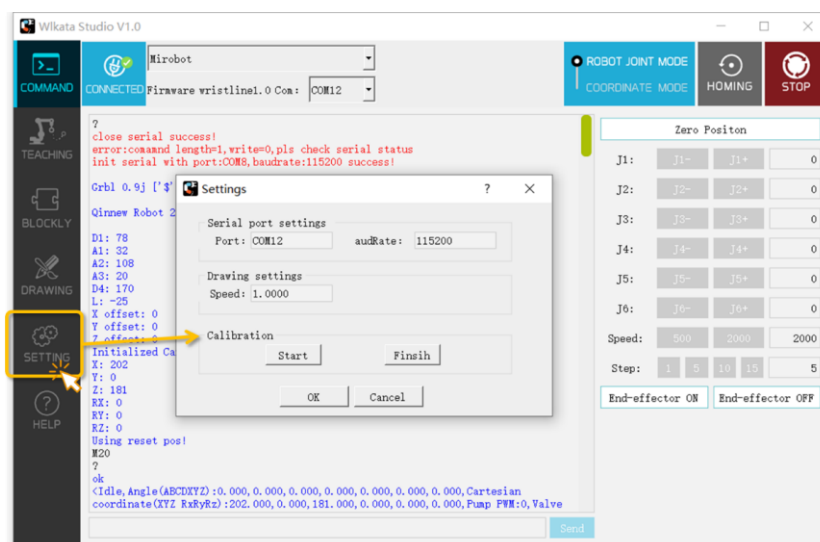 Wlkata Studio V1.0
COMMAND
CONNECTED
Mirobot
Firmware wristline1.0 Com: COM12
ROBOT JOINT MODE
COORDINATE MODE
HOMING
STOP
TEACHING
BLOCKLY
DRAWING
SETTING
HELP
?
close serial success!
error:comamnd length=1,write=0,pls check serial status
init serial with port:COM8,baudrate:115200 success!
Grbl 0.9j ['$'
Qinnew Robot 2
D1: 78
A1: 32
A2: 108
A3: 20
D4: 170
L: -25
X offset: 0
Y offset: 0
Z offset: 0
Initialized Ca
X: 202
Y: 0
Z: 181
RX: 0
RY: 0
RZ: 0
Using reset pos!
M20
?
ok
<Idle,Angle(ABCDXYZ):0.000,0.000,0.000,0.000,0.000,0.000,0.000,Cartesian
coordinate(XYZ RxRyRz):202.000,0.000,181.000,0.000,0.000,0.000,Pump PWM:0,Valve
Send
Settings ?
Serial port settings
Port: COM12 audRate: 115200
Drawing settings
Speed: 1.0000
Calibration
Start Finsih
OK Cancel
Zero Positon
J1: J1- J1+ 0
J2: J2- J2+ 0
J3: J3- J3+ 0
J4: J4- J4+ 0
J5: J5- J5+ 0
J6: J6- J6+ 0
Speed: 500 2000 2000
Step: 1 5 10 15 5
End-effector ON End-effector OFF